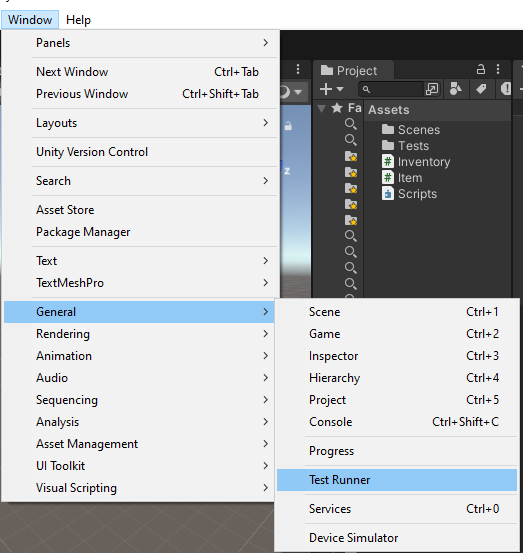 Window Help
Panels
Next Window Ctrl+Tab
Previous Window Ctrl+Shift+Tab
Layouts
Unity Version Control
Search
Asset Store
Package Manager
Text
TextMeshPro
General
Rendering
Animation
Audio
Sequencing
Analysis
Asset Management
UI Toolkit
Visual Scripting
Project
Fa
Assets
Scenes
Tests
Inventory
Item
Scripts
z
Scene Ctrl+1
Game Ctrl+2
Inspector Ctrl+3
Hierarchy Ctrl+4
Project Ctrl+5
Console Ctrl+Shift+C
Progress
Test Runner
Services Ctrl+0
Device Simulator